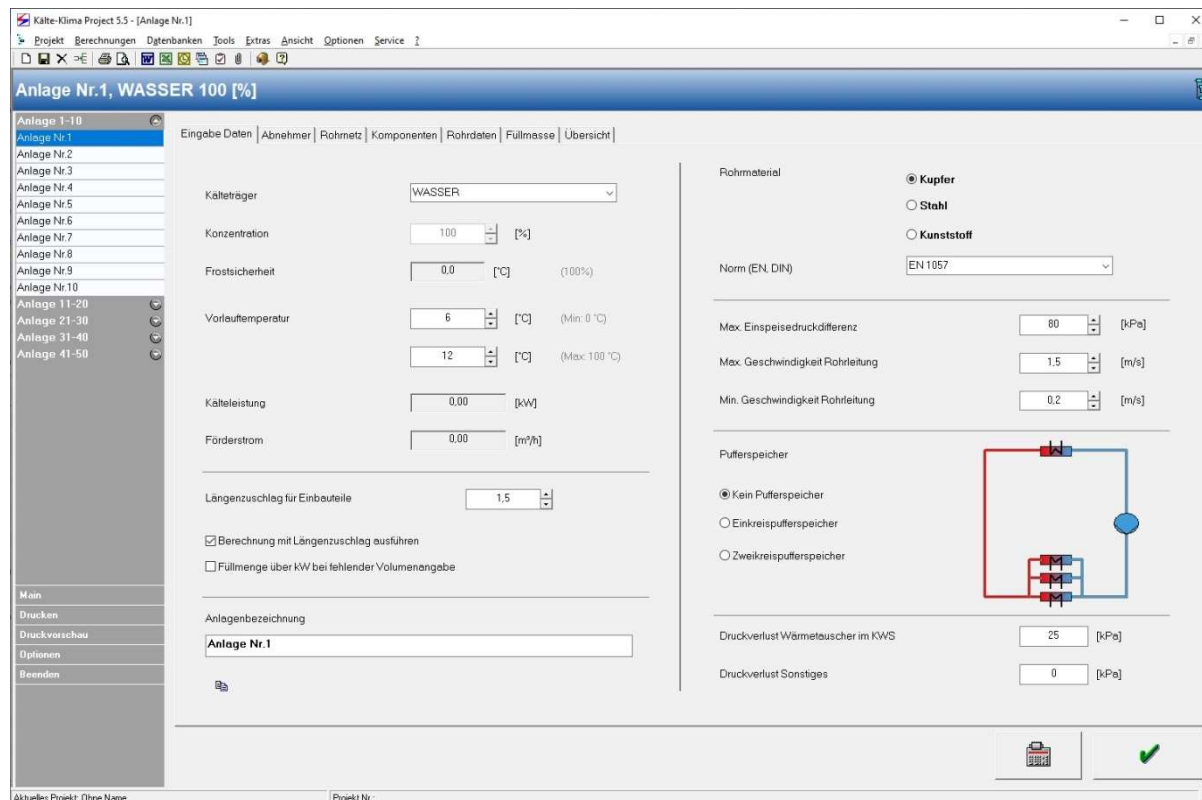 Kälte-Klima Project 5.5 - [Anlage Nr.1]
Projekt Berechnungen Datenbanken Tools Extras Ansicht Optionen Service ?
Anlage Nr.1, WASSER 100 [%]
Anlage 1-10
Anlage Nr.1
Anlage Nr.2
Anlage Nr.3
Anlage Nr.4
Anlage Nr.5
Anlage Nr.6
Anlage Nr.7
Anlage Nr.8
Anlage Nr.9
Anlage Nr.10
Anlage 11-20
Anlage 21-30
Anlage 31-40
Anlage 41-50
Main
Drucken
Druckvorschau
Optionen
Beenden
Eingabe Daten Abnehmer Rohrnetz Komponenten Rohrdaten Füllmasse Übersicht
Kälteträger WASSER
Konzentration 100 [%]
Frostsicherheit 0,0 [°C] (100%)
Vorlauftemperatur 6 [°C] (Min: 0 °C)
12 [°C] (Max: 100 °C)
Kälteleistung 0,00 [kW]
Förderstrom 0,00 [m³/h]
Längenzuschlag für Einbauteile 1,5
Berechnung mit Längenzuschlag ausführen
Füllmenge über kW bei fehlender Volumenangabe
Anlagenbezeichnung
Anlage Nr.1
Rohrmaterial
Kupfer
Stahl
Kunststoff
Norm (EN, DIN) EN 1057
Max. Einspeisedruckdifferenz 80 [kPa]
Max. Geschwindigkeit Rohrleitung 1,5 [m/s]
Min. Geschwindigkeit Rohrleitung 0,2 [m/s]
Pufferspeicher
Kein Pufferspeicher
Einkreispufferspeicher
Zweikreispufferspeicher
Druckverlust Wärmetauscher im KWS 25 [kPa]
Druckverlust Sonstiges 0 [kPa]
Aktuelles Projekt: Ohne Name Projekt Nr.: